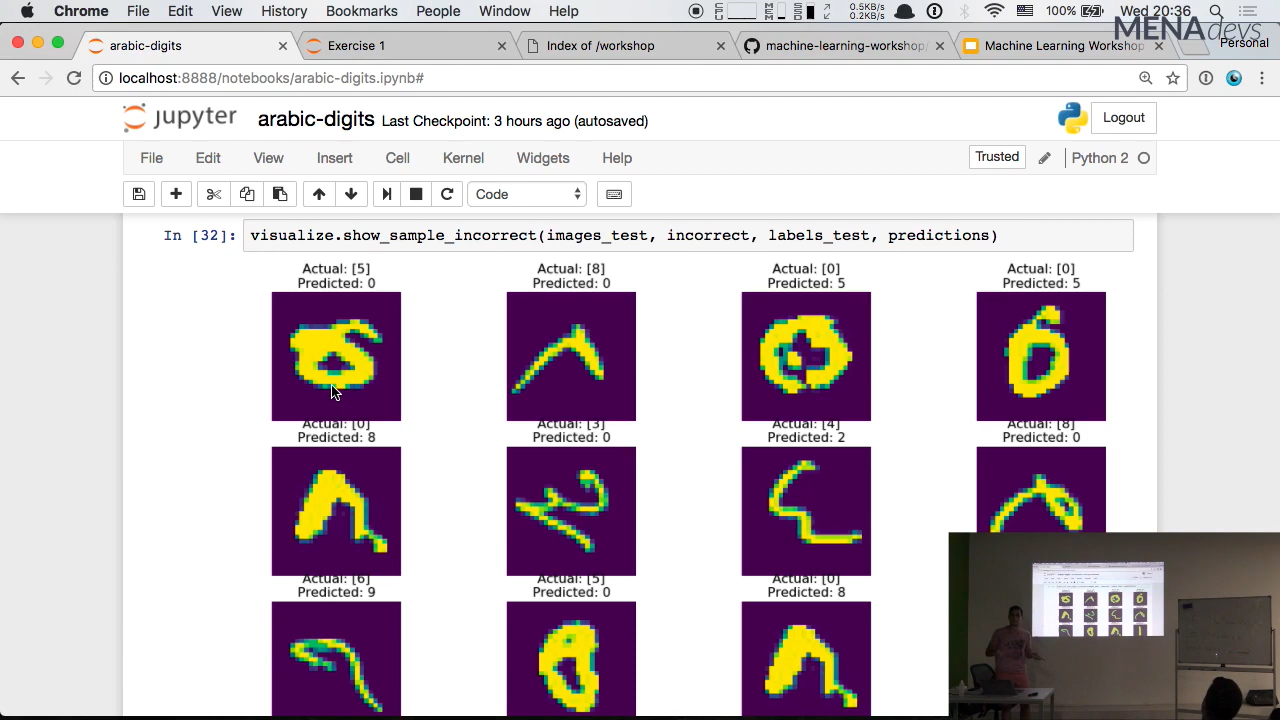 Chrome File Edit View History Bookmarks People Window Help 0.5KB/s 0.2KB/s 100% Wed 20:36
MENAdevs
arabic-digits Exercise 1 Index of /workshop machine-learning-workshop/ Machine Learning Workshop Personal
localhost:8888/notebooks/arabic-digits.ipynb#
jupyter arabic-digits Last Checkpoint: 3 hours ago (autosaved) Logout
File Edit View Insert Cell Kernel Widgets Help Trusted Python 2
Code
In [32]: visualize.show_sample_incorrect(images_test, incorrect, labels_test, predictions)
Actual: [5] Actual: [8] Actual: [0] Actual: [0]
Predicted: 0 Predicted: 0 Predicted: 5 Predicted: 5
Actual: [0] Actual: [3] Actual: [4] Actual: [8]
Predicted: 8 Predicted: 0 Predicted: 2 Predicted: 0
Actual: [6] Actual: [5] Actual: [0]
Predicted: 9 Predicted: 0 Predicted: 8